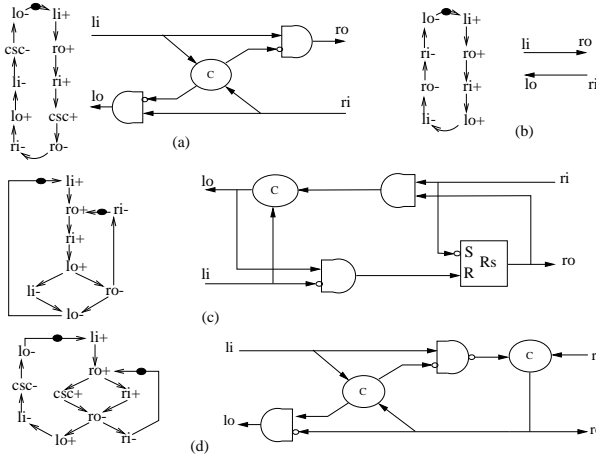 lo- li+
csc- ro+
ri+
li- csc+
lo+
ri- ro-
li
ro
C
lo
ri
(a)
lo- li+
ri- ro+
ro- ri+
li- lo+
li ro
lo ri
(b)
li+
ro+ ri-
ri+
lo+
li- ro-
lo-
lo C ri
S
Rs
R
ro
li
(c)
lo- li+
ro+
csc- csc+ ri+
li- ro-
lo+ ri-
li
C
r
C
lo
r
(d)